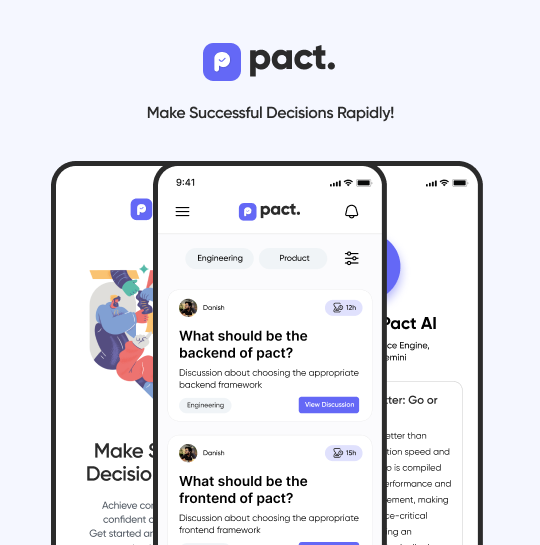 pact.
Make Successful Decisions Rapidly!
9:41
pact.
Engineering
Product
Danish
12h
What should be the
backend of pact?
Discussion about choosing the appropriate
backend framework
Engineering
View Discussion
Danish
15h
What should be the
frontend of pact?
Discussion about choosing the appropriate
frontend framework
Make
Decisio
Achieve
confident
Get started
Pact AI
Engine,
emini
tter: Go or
etter than
tion speed and
o is compiled
erformance and
ement, making
ce-critical
ng an